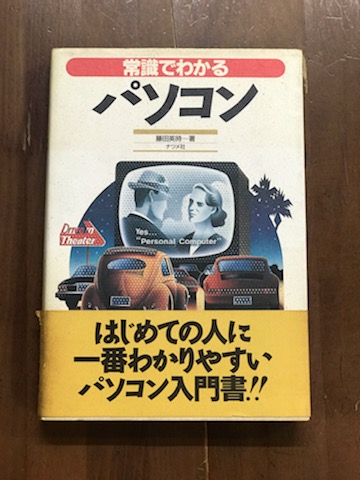 常識でわかる
パソコン
藤田英時─著
ナツメ社
Dream
Theater
Yes...
"Personal Computer"
はじめての人に
一番わかりやすい
パソコン入門書!!